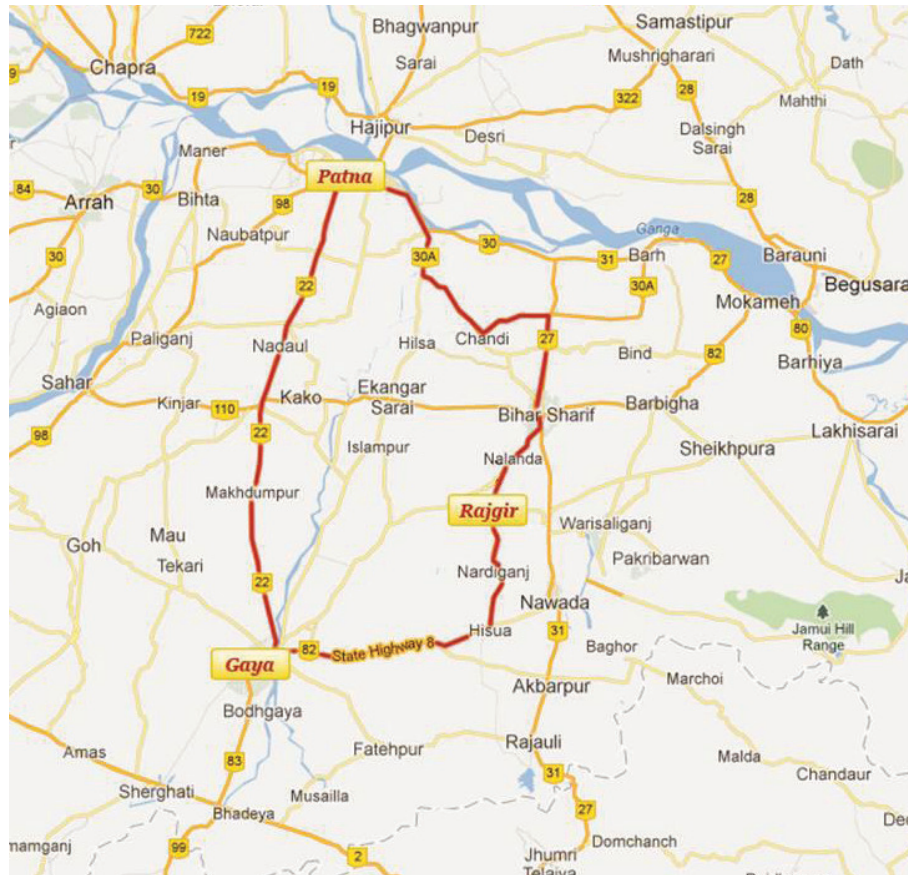 Bhagwanpur
Samastipur
722
Chapra
Sarai
Mushrigharari
Dath
19
19
28
322
Mahthi
Hajipur
Desri
Dalsingh
Sarai
Maner
Patna
84
30
Bihta
98
28
Arrah
Naubatpur
30
Ganga
30
30A
31
Barh
27
Barauni
22
30A
Begusara
Mokameh
Agiaon
Paliganj
Nadaul
Hilsa
Chandi
27
80
Bind
82
Barhiya
Sahar
Kinjar
110
Kako
Ekangar
Sarai
Bihar Sharif
Barbigha
98
22
Lakhisarai
Islampur
Nalanda
Sheikhpura
Makhdumpur
Rajgir
Warisaliganj
Goh
Mau
Tekari
Pakribarwan
Nardiganj
22
Ja
Nawada
Hisua
31
Jamui Hill
Range
Gaya
82
State Highway 8
Baghor
Akbarpur
Marchoi
Bodhgaya
Amas
Fatehpur
Rajauli
83
Malda
Chandaur
31
Sherghati
Musailla
27
Bhadeya
mamganj
99
2
Domchanch
Jhumri
Telaiya